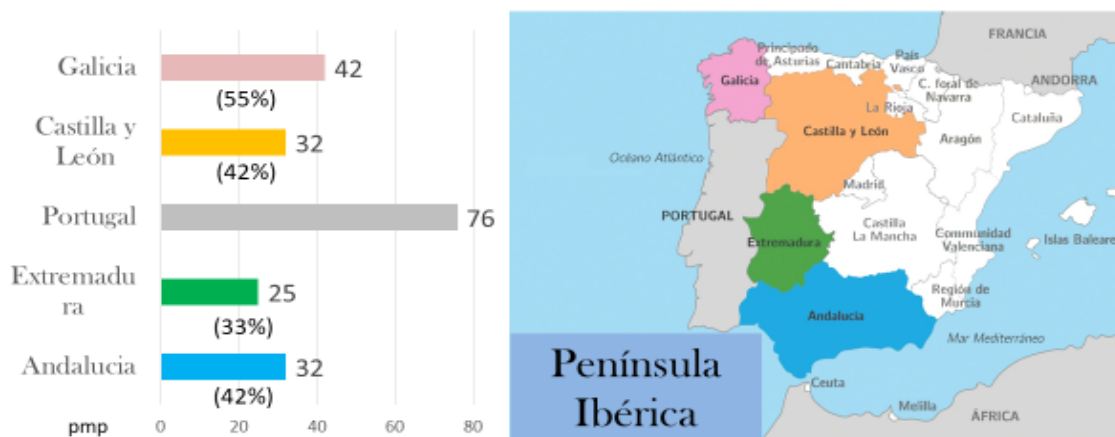 Galicia
42
(55%)
Castilla y
León
32
(42%)
Portugal
76
Extremadu
ra
25
(33%)
Andalucia
32
(42%)
pmp
0
20
40
60
80
FRANCIA
Principado
de Asturias
Cantabria
País
Vasco
ANDORRA
Galicia
C. foral de
Navarra
La Rioja
Cataluña
Castilla y León
Aragón
Océano Atlántico
Madrid
PORTUGAL
Castilla
La Mancha
Extremadura
Communidad
Valenciana
Islas Baleare
Región de
Murcia
Andalucía
Mar Mediterráneo
Península
Ibérica
Ceuta
Melilla
ÁFRICA